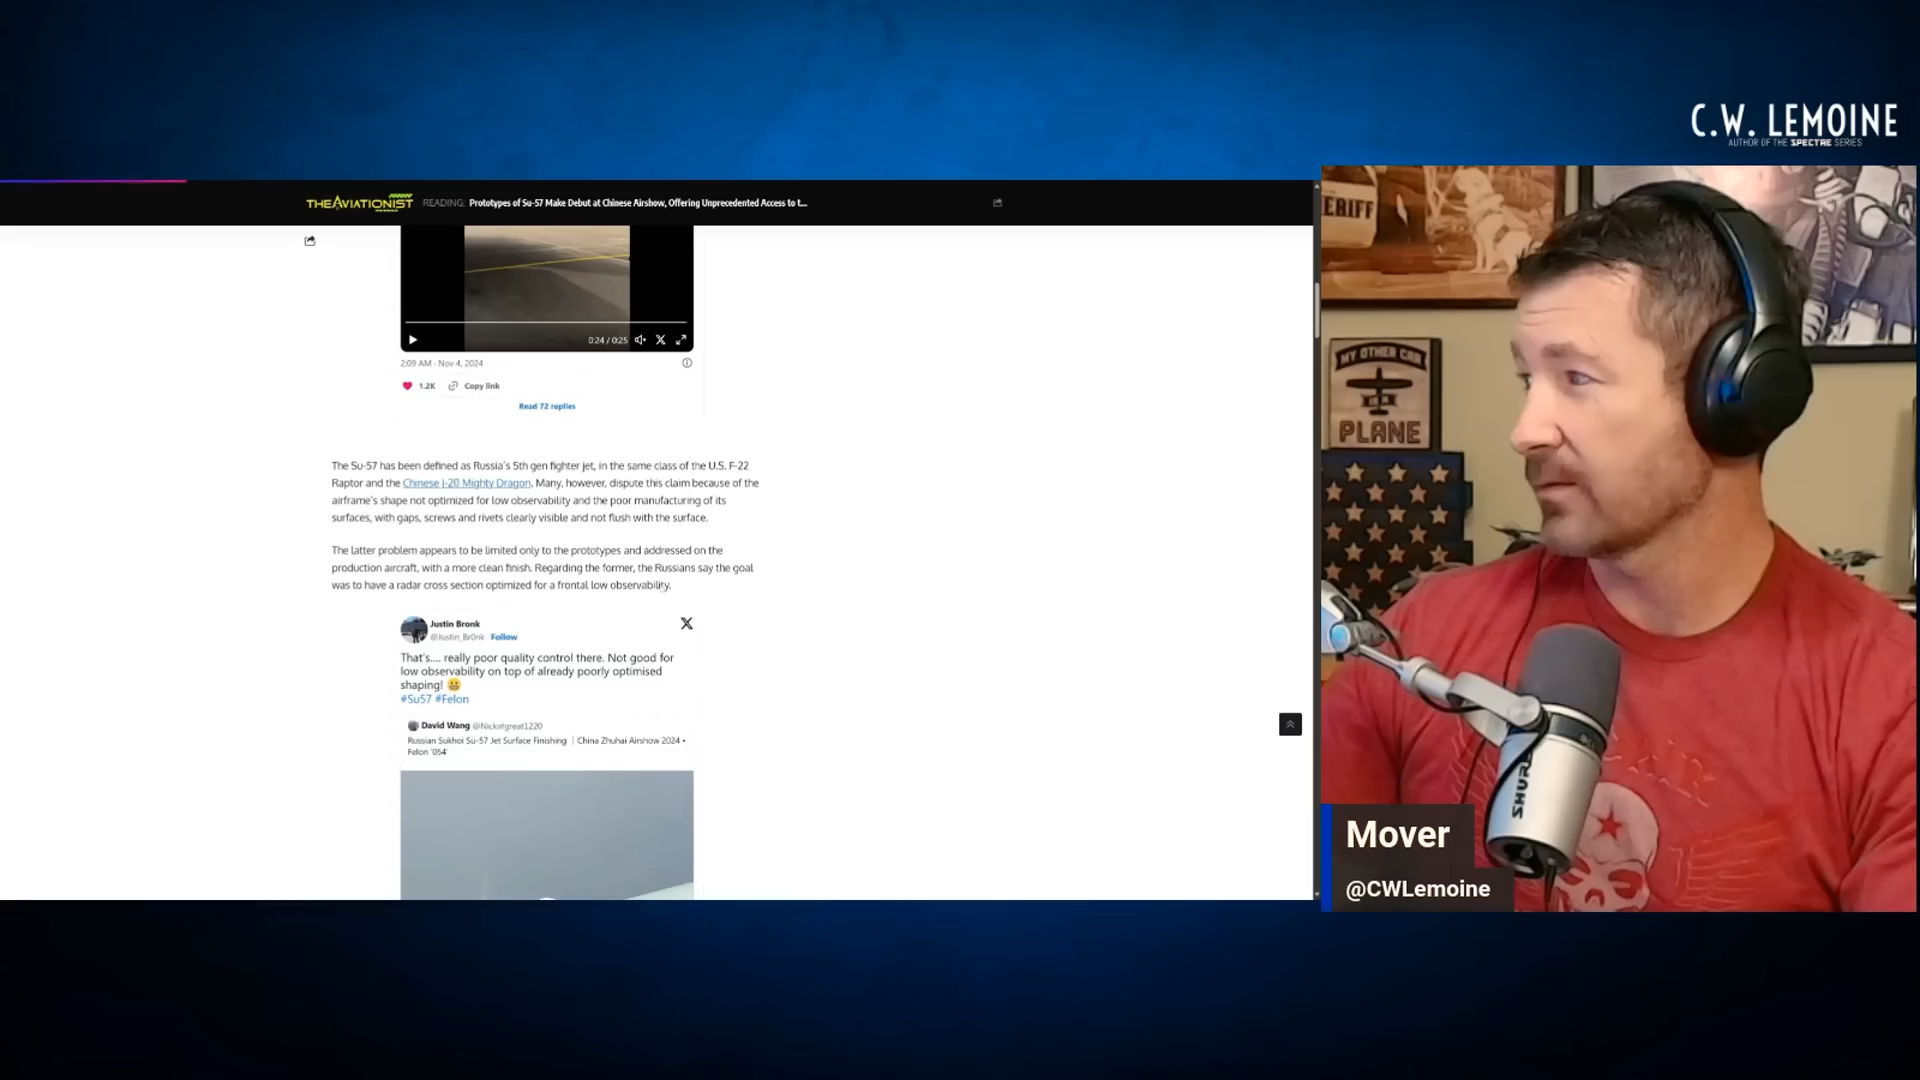 C.W. LEMOINE
AUTHOR OF THE SPECTRE SERIES
THEAVIATIONIST
READING: Prototypes of Su-57 Make Debut at Chinese Airshow, Offering Unprecedented Access to t...
0:24 / 0:25
2:09 AM · Nov 4, 2024
1.2K
Copy link
Read 72 replies
The Su-57 has been defined as Russia's 5th gen fighter jet, in the same class of the U.S. F-22
Raptor and the Chinese J-20 Mighty Dragon. Many, however, dispute this claim because of the
airframe's shape not optimized for low observability and the poor manufacturing of its
surfaces, with gaps, screws and rivets clearly visible and not flush with the surface.
The latter problem appears to be limited only to the prototypes and addressed on the
production aircraft, with a more clean finish. Regarding the former, the Russians say the goal
was to have a radar cross section optimized for a frontal low observability.
Justin Bronk
@Justin_Br0nk Follow
That's.... really poor quality control there. Not good for
low observability on top of already poorly optimised
shaping! 😬
#Su57 #Felon
David Wang @Nickatgreat1220
Russian Sukhoi Su-57 Jet Surface Finishing | China Zhuhai Airshow 2024 •
Felon '054'
ERIFF
MY OTHER CAR
PLANE
SHURE
Mover
@CWLemoine